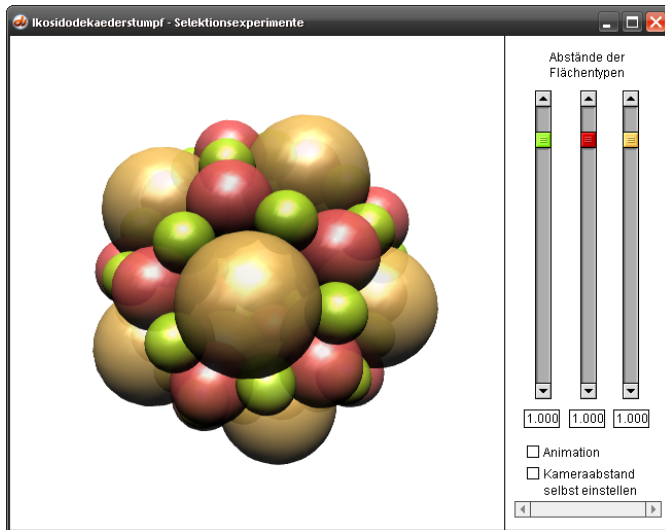 Ikosidodekaederstumpf - Selektionsexperimente
Abstände der
Flächentypen
1.000 1.000 1.000
Animation
Kameraabstand
selbst einstellen